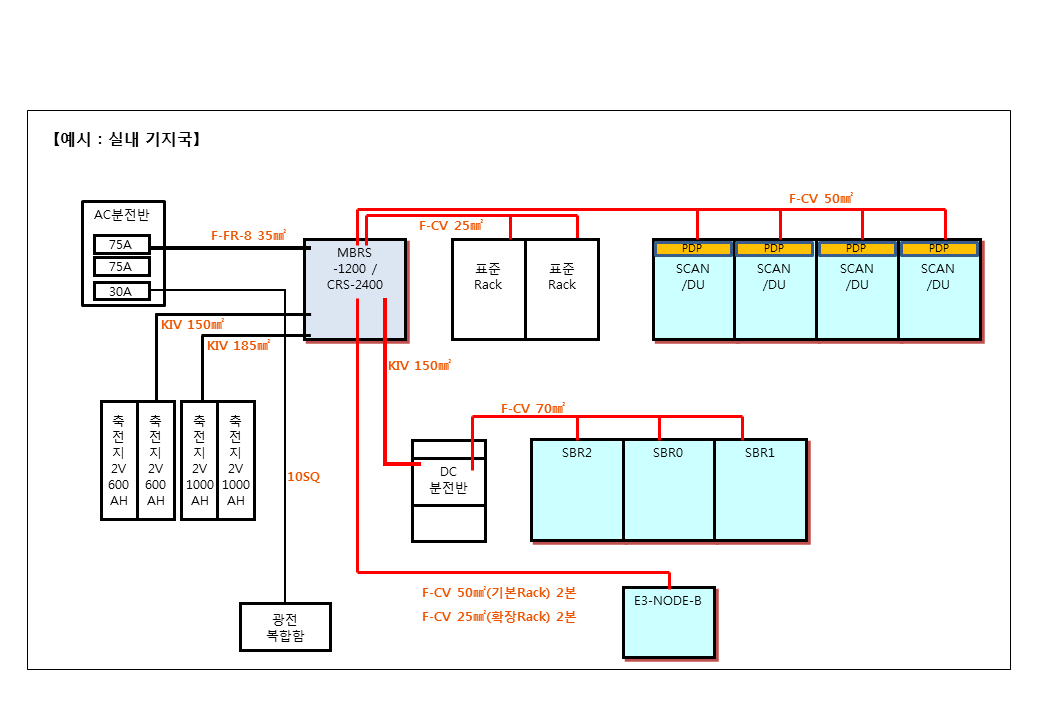 【예시 : 실내 기지국】
F-CV 50㎟
AC분전반
F-CV 25㎟
F-FR-8 35㎟
75A
75A
30A
MBRS
-1200 /
CRS-2400
표준
Rack
표준
Rack
PDP
SCAN
/DU
PDP
SCAN
/DU
PDP
SCAN
/DU
PDP
SCAN
/DU
KIV 150㎟
KIV 185㎟
KIV 150㎟
F-CV 70㎟
축
전
지
2V
600
AH
축
전
지
2V
600
AH
축
전
지
2V
1000
AH
축
전
지
2V
1000
AH
10SQ
DC
분전반
SBR2
SBR0
SBR1
F-CV 50㎟(기본Rack) 2본
F-CV 25㎟(확장Rack) 2본
E3-NODE-B
광전
복합함